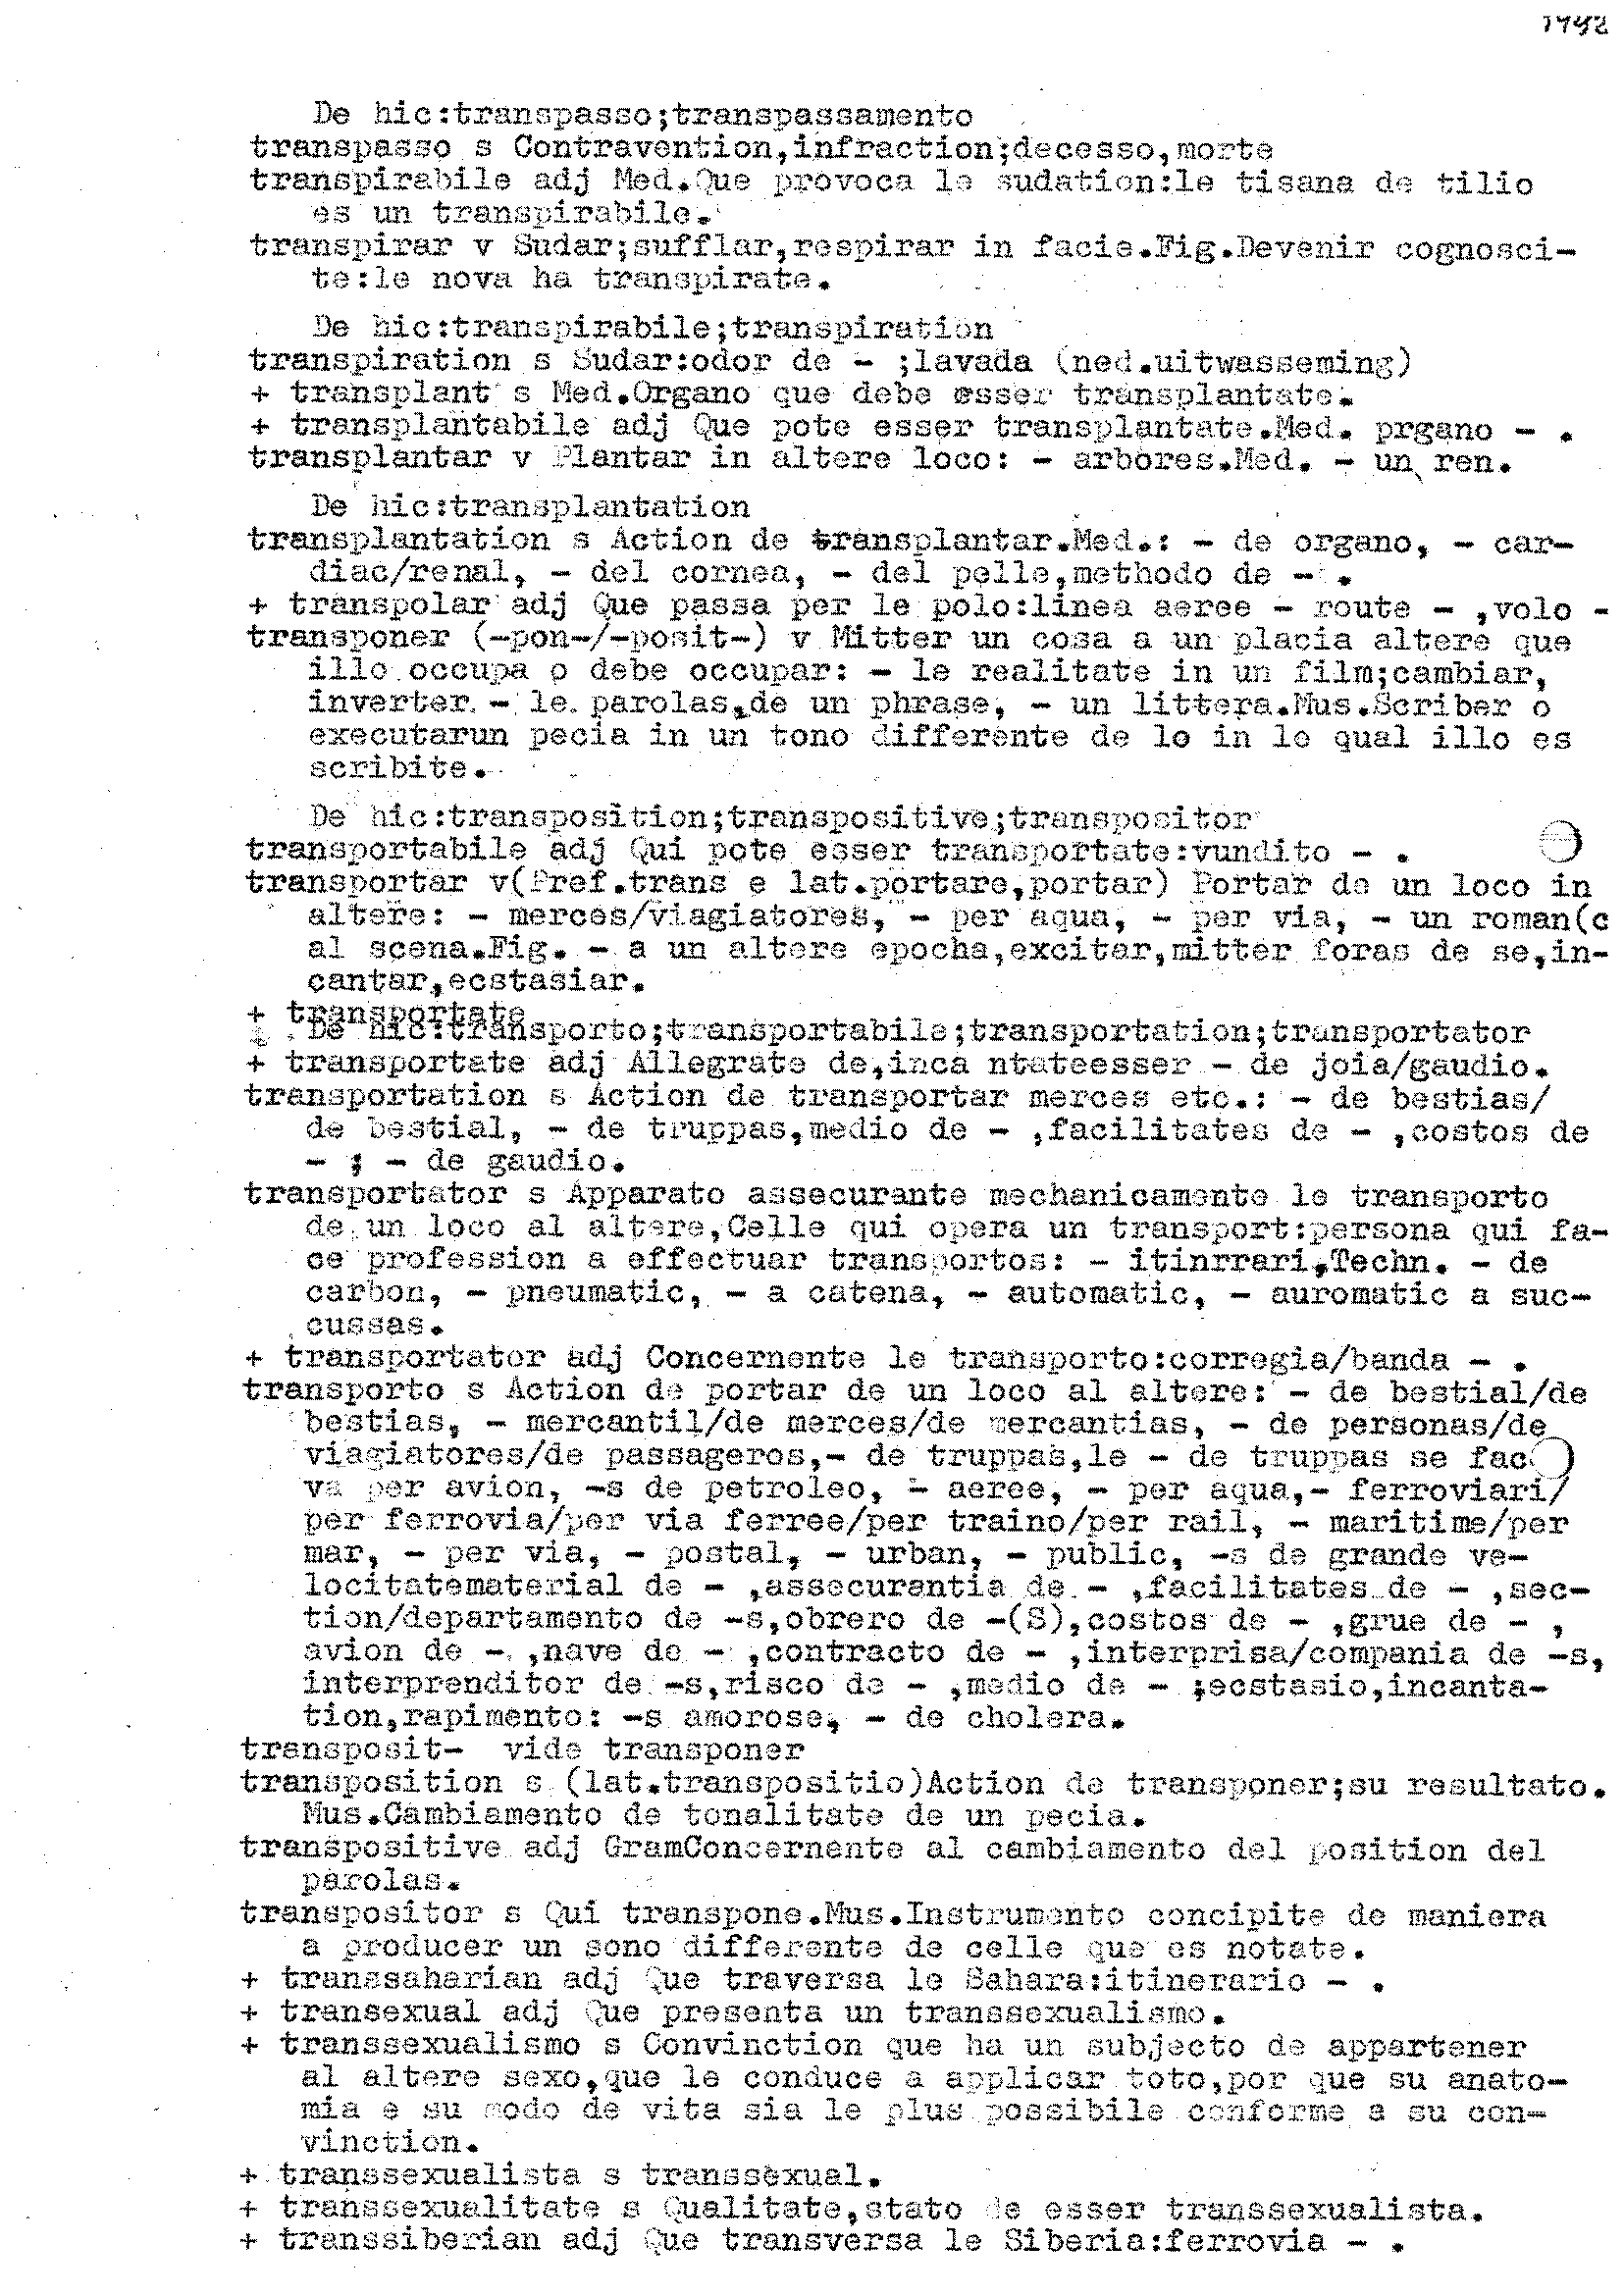 1992
De hic:transpasso;transpassamento
transpasso s Contravention,infraction;decesso,morte
transpirabile adj Med.Que provoca le sudation:le tisana de tilio
es un transpirabile.
transpirar v Sudar;sufflar,respirar in facie.Fig.Devenir cognosci-
te:le nova ha transpirate.
De hic:transpirabile;transpiration
transpiration s Sudar:odor de - ;lavada (ned.uitwasseming)
+ transplant s Med.Organo que debe esser transplantate.
+ transplantabile adj Que pote esser transplantate.Med. prgano - .
transplantar v Plantar in altere loco: - arbores.Med. - un ren.
De hic:transplantation
transplantation s Action de transplantar.Med.: - de organo, - car-
diac/renal, - del cornea, - del pelle,methodo de - .
+ transpolar adj Que passa per le polo:linea aeree - route - ,volo -
transponer (-pon-/-posit-) v Mitter un cosa a un placia altere que
illo occupa o debe occupar: - le realitate in un film;cambiar,
inverter - le parolas,de un phrase, - un littera.Mus.Scriber o
executarun pecia in un tono differente de lo in le qual illo es
scribite.
De hic:transposition;transpositive;transpositor
transportabile adj Qui pote esser transportate:vundito - .
transportar v(Pref.trans e lat.portare,portar) Portar de un loco in
altere: - merces/viagiatores, - per aqua, - per via, - un roman(c
al scena.Fig. - a un altere epocha,excitar,mitter foras de se,in-
cantar,ecstasiar.
+ transportate
De hic:transporto;transportabile;transportation;transportator
+ transportate adj Allegrate de,inca ntateesser - de joia/gaudio.
transportation s Action de transportar merces etc.: - de bestias/
de bestial, - de truppas,medio de - ,facilitates de - ,costos de
- ; - de gaudio.
transportator s Apparato assecurante mechanicamente le transporto
de un loco al altere,Celle qui opera un transport:persona qui fa-
ce profession a effectuar transportos: - itinrrari,Techn. - de
carbon, - pneumatic, - a catena, - automatic, - auromatic a suc-
cussas.
+ transportator adj Concernente le transporto:corregia/banda - .
transporto s Action de portar de un loco al altere: - de bestial/de
bestias, - mercantil/de merces/de mercantias, - de personas/de
viagiatores/de passageros,- de truppas,le - de truppas se fac
va per avion, -s de petroleo, - aeree, - per aqua,- ferroviari/
per ferrovia/per via ferree/per traino/per rail, - maritime/per
mar, - per via, - postal, - urban, - public, -s de grande ve-
locitatematerial de - ,assecurantia de - ,facilitates de - ,sec-
tion/departamento de -s,obrero de -(S),costos de - ,grue de - ,
avion de - ,nave de - ,contracto de - ,interprisa/compania de -s,
interprenditor de -s,risco de - ,medio de - ;ecstasio,incanta-
tion,rapimento: -s amorose, - de cholera.
transposit- vide transponer
transposition s (lat.transpositio)Action de transponer;su resultato.
Mus.Cambiamento de tonalitate de un pecia.
transpositive adj GramConcernente al cambiamento del position del
parolas.
transpositor s Qui transpone.Mus.Instrumento concipite de maniera
a producer un sono differente de celle que es notate.
+ transsaharian adj Que traversa le Sahara:itinerario - .
+ transexual adj Que presenta un transsexualismo.
+ transsexualismo s Convinction que ha un subjecto de appartener
al altere sexo,que le conduce a applicar toto,por que su anato-
mia e su modo de vita sia le plus possibile conforme a su con-
vinction.
+ transsexualista s transsexual.
+ transsexualitate s Qualitate,stato de esser transsexualista.
+ transsiberian adj Que transversa le Siberia:ferrovia - .